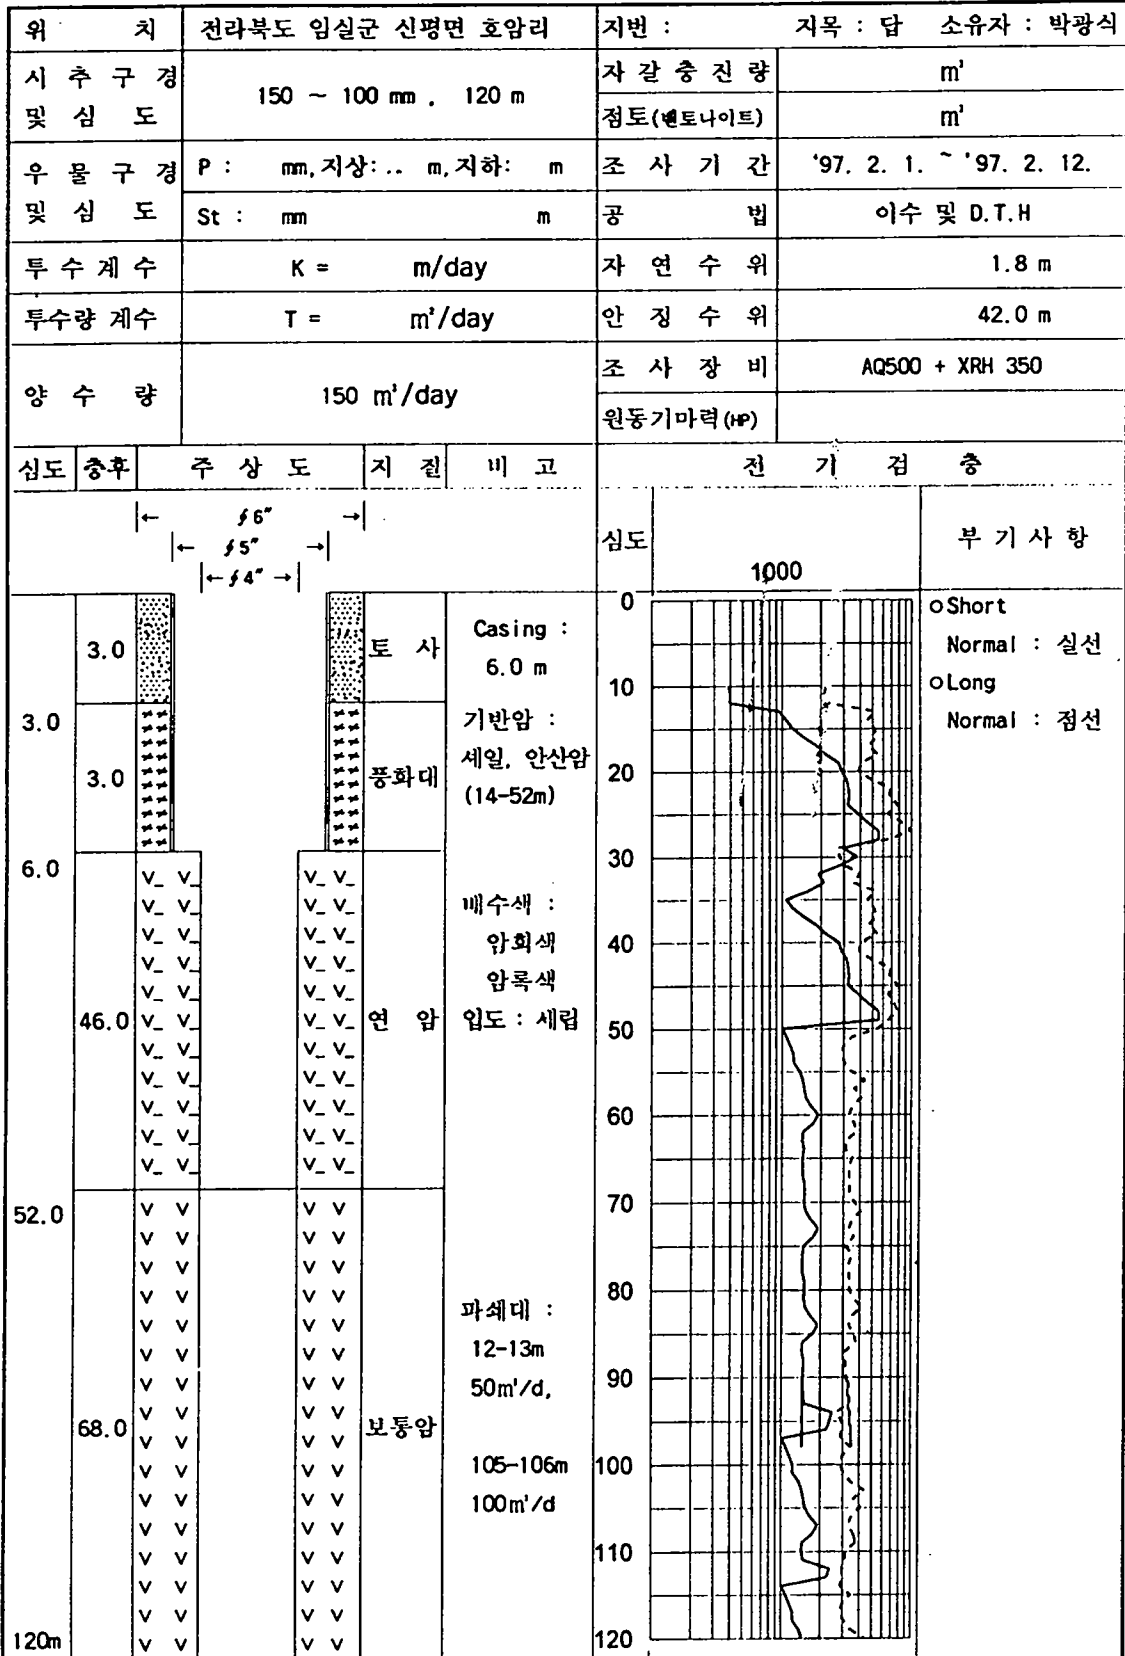 위 치 전라북도 임실군 신평면 호암리 지번 : 지목 : 답 소유자 : 박광식
시 추 구 경 및 심 도 150 ~ 100 mm . 120 m 자 갈 충 진 량 m³
점토(벤토나이트) m³
우 물 구 경 및 심 도 P : mm, 지상: .. m, 지하: m 조 사 기 간 '97. 2. 1. ~ '97. 2. 12.
St : mm m 공 법 이수 및 D.T.H
투 수 계 수 K = m/day 자 연 수 위 1.8 m
투수량 계수 T = m²/day 안 정 수 위 42.0 m
양 수 량 150 m³/day 조 사 장 비 AQ500 + XRH 350
원동기마력(HP)
심도 층후 주 상 도 지 질 비 고 전 기 검 층
← ∮6" →
← ∮5" →
← ∮4" →
심도 1000 부 기 사 항
3.0 토 사 Casing :
6.0 m
3.0
3.0 풍화대 기반암 :
셰일, 안산암
(14-52m)
6.0
46.0 연 암 배수색 :
암회색
암록색
입도 : 세립
52.0
68.0 보통암 파쇄대 :
12-13m
50m³/d,
105-106m
100m³/d
120m
0
10
20
30
40
50
60
70
80
90
100
110
120
○Short
Normal : 실선
○Long
Normal : 점선